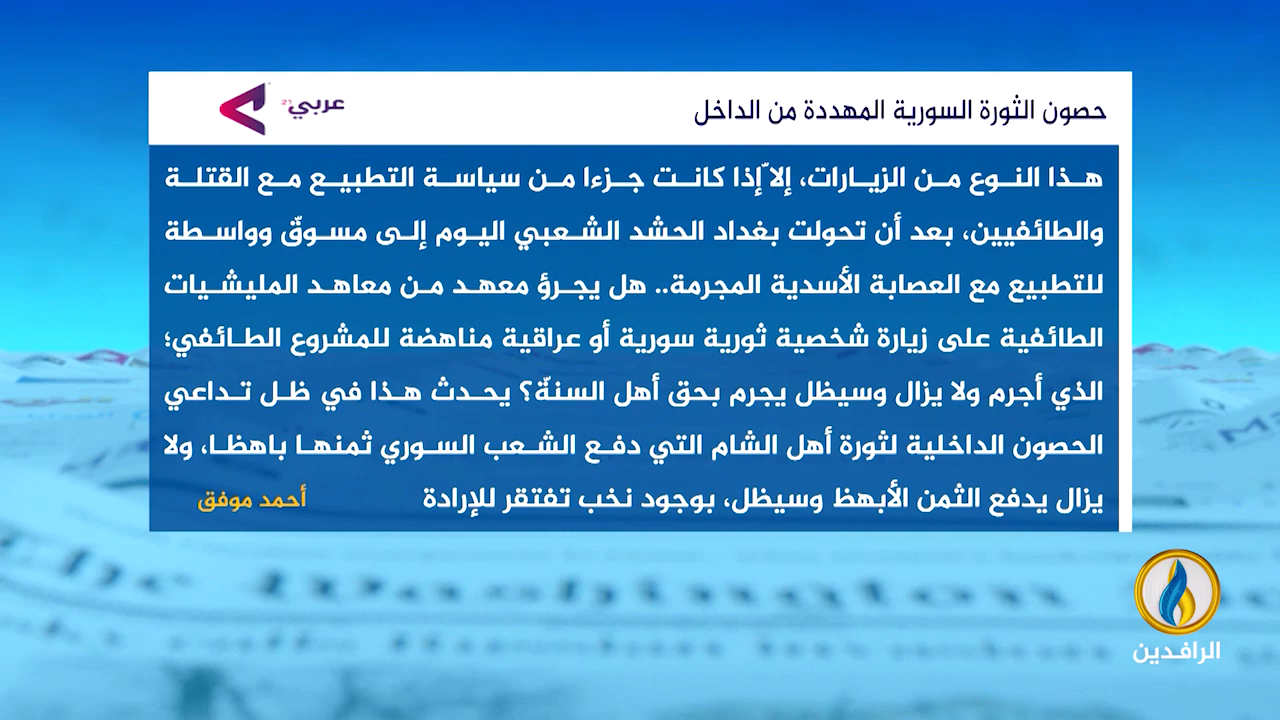 حصون الثورة السورية المهددة من الداخل
عربي21
هذا النوع من الزيارات، إلاّإذا كانت جزءا من سياسة التطبيع مع القتلة
والطائفيين، بعد أن تحولت بغداد الحشد الشعبي اليوم إلى مسوّق وواسطة
للتطبيع مع العصابة الأسدية المجرمة.. هل يجرؤ معهد من معاهد المليشيات
الطائفية على زيارة شخصية ثورية سورية أو عراقية مناهضة للمشروع الطائفي؛
الذي أجرم ولا يزال وسيظل يجرم بحق أهل السنةّ؟ يحدث هذا في ظل تداعي
الحصون الداخلية لثورة أهل الشام التي دفع الشعب السوري ثمنها باهظا، ولا
يزال يدفع الثمن الأبهظ وسيظل، بوجود نخب تفتقر للإرادة
أحمد موفق
الرافدين